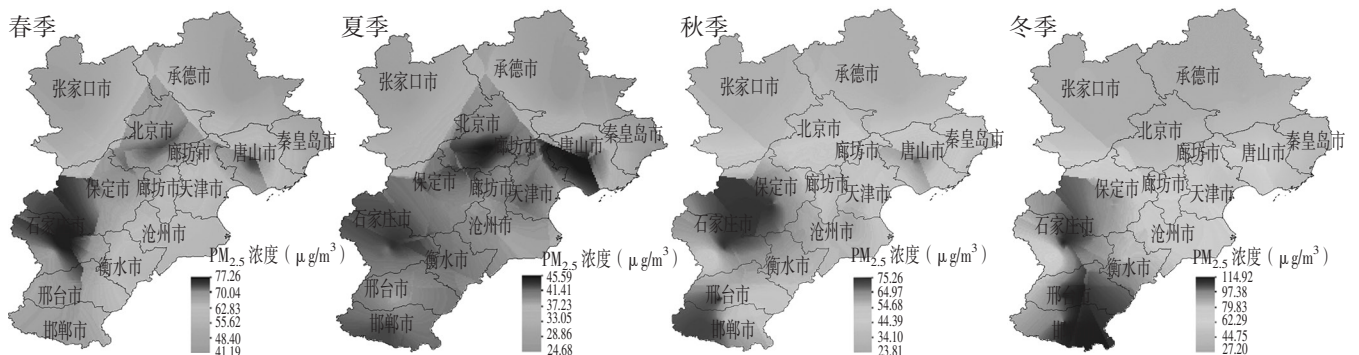 春季
张家口市
承德市
北京市
廊坊市
唐山市
秦皇岛市
保定市
廊坊市
天津市
石家庄市
沧州市
衡水市
邢台市
邯郸市
PM2.5 浓度（μg/m³）
77.26
70.04
62.83
55.62
48.40
41.19
夏季
张家口市
承德市
北京市
廊坊市
唐山市
秦皇岛市
保定市
廊坊市
天津市
石家庄市
沧州市
衡水市
邢台市
邯郸市
PM2.5 浓度（μg/m³）
45.59
41.41
37.23
33.05
28.86
24.68
秋季
张家口市
承德市
北京市
廊坊市
唐山市
秦皇岛市
保定市
廊坊市
天津市
石家庄市
沧州市
衡水市
邢台市
邯郸市
PM2.5 浓度（μg/m³）
75.26
64.97
54.68
44.39
34.10
23.81
冬季
张家口市
承德市
北京市
廊坊市
唐山市
秦皇岛市
保定市
廊坊市
天津市
石家庄市
沧州市
衡水市
邢台市
邯郸市
PM2.5 浓度（μg/m³）
114.92
97.38
79.83
62.29
44.75
27.20